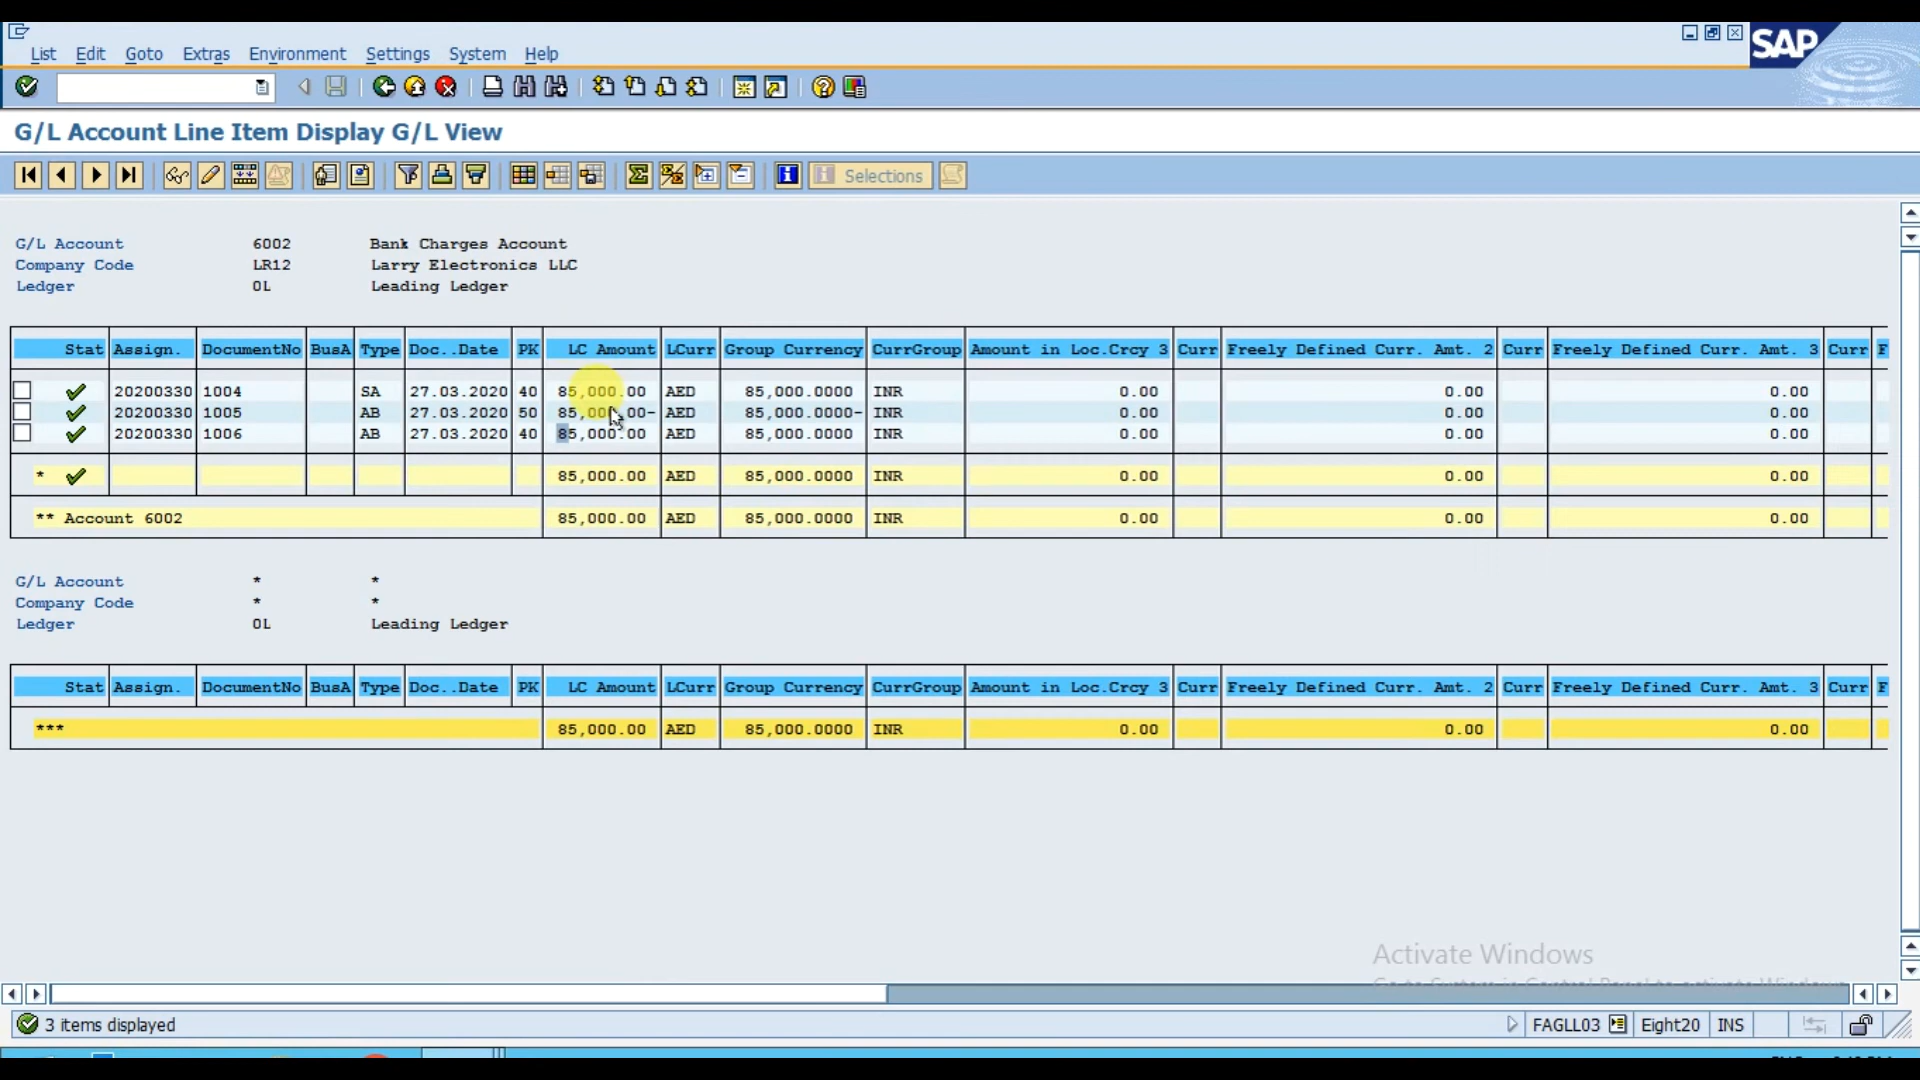 SAP
List Edit Goto Extras Environment Settings System Help
G/L Account Line Item Display G/L View
Selections
G/L Account 6002 Bank Charges Account
Company Code LR12 Larry Electronics LLC
Ledger 0L Leading Ledger
Stat Assign. DocumentNo BusA Type Doc..Date PK LC Amount LCurr Group Currency CurrGroup Amount in Loc.Crcy 3 Curr Freely Defined Curr. Amt. 2 Curr Freely Defined Curr. Amt. 3 Curr F
20200330 1004 SA 27.03.2020 40 85,000.00 AED 85,000.0000 INR 0.00 0.00 0.00
20200330 1005 AB 27.03.2020 50 85,000.00- AED 85,000.0000- INR 0.00 0.00 0.00
20200330 1006 AB 27.03.2020 40 85,000.00 AED 85,000.0000 INR 0.00 0.00 0.00
* 85,000.00 AED 85,000.0000 INR 0.00 0.00 0.00
** Account 6002 85,000.00 AED 85,000.0000 INR 0.00 0.00 0.00
G/L Account * *
Company Code * *
Ledger 0L Leading Ledger
Stat Assign. DocumentNo BusA Type Doc..Date PK LC Amount LCurr Group Currency CurrGroup Amount in Loc.Crcy 3 Curr Freely Defined Curr. Amt. 2 Curr Freely Defined Curr. Amt. 3 Curr F
*** 85,000.00 AED 85,000.0000 INR 0.00 0.00 0.00
Activate Windows
3 items displayed FAGLL03 Eight20 INS